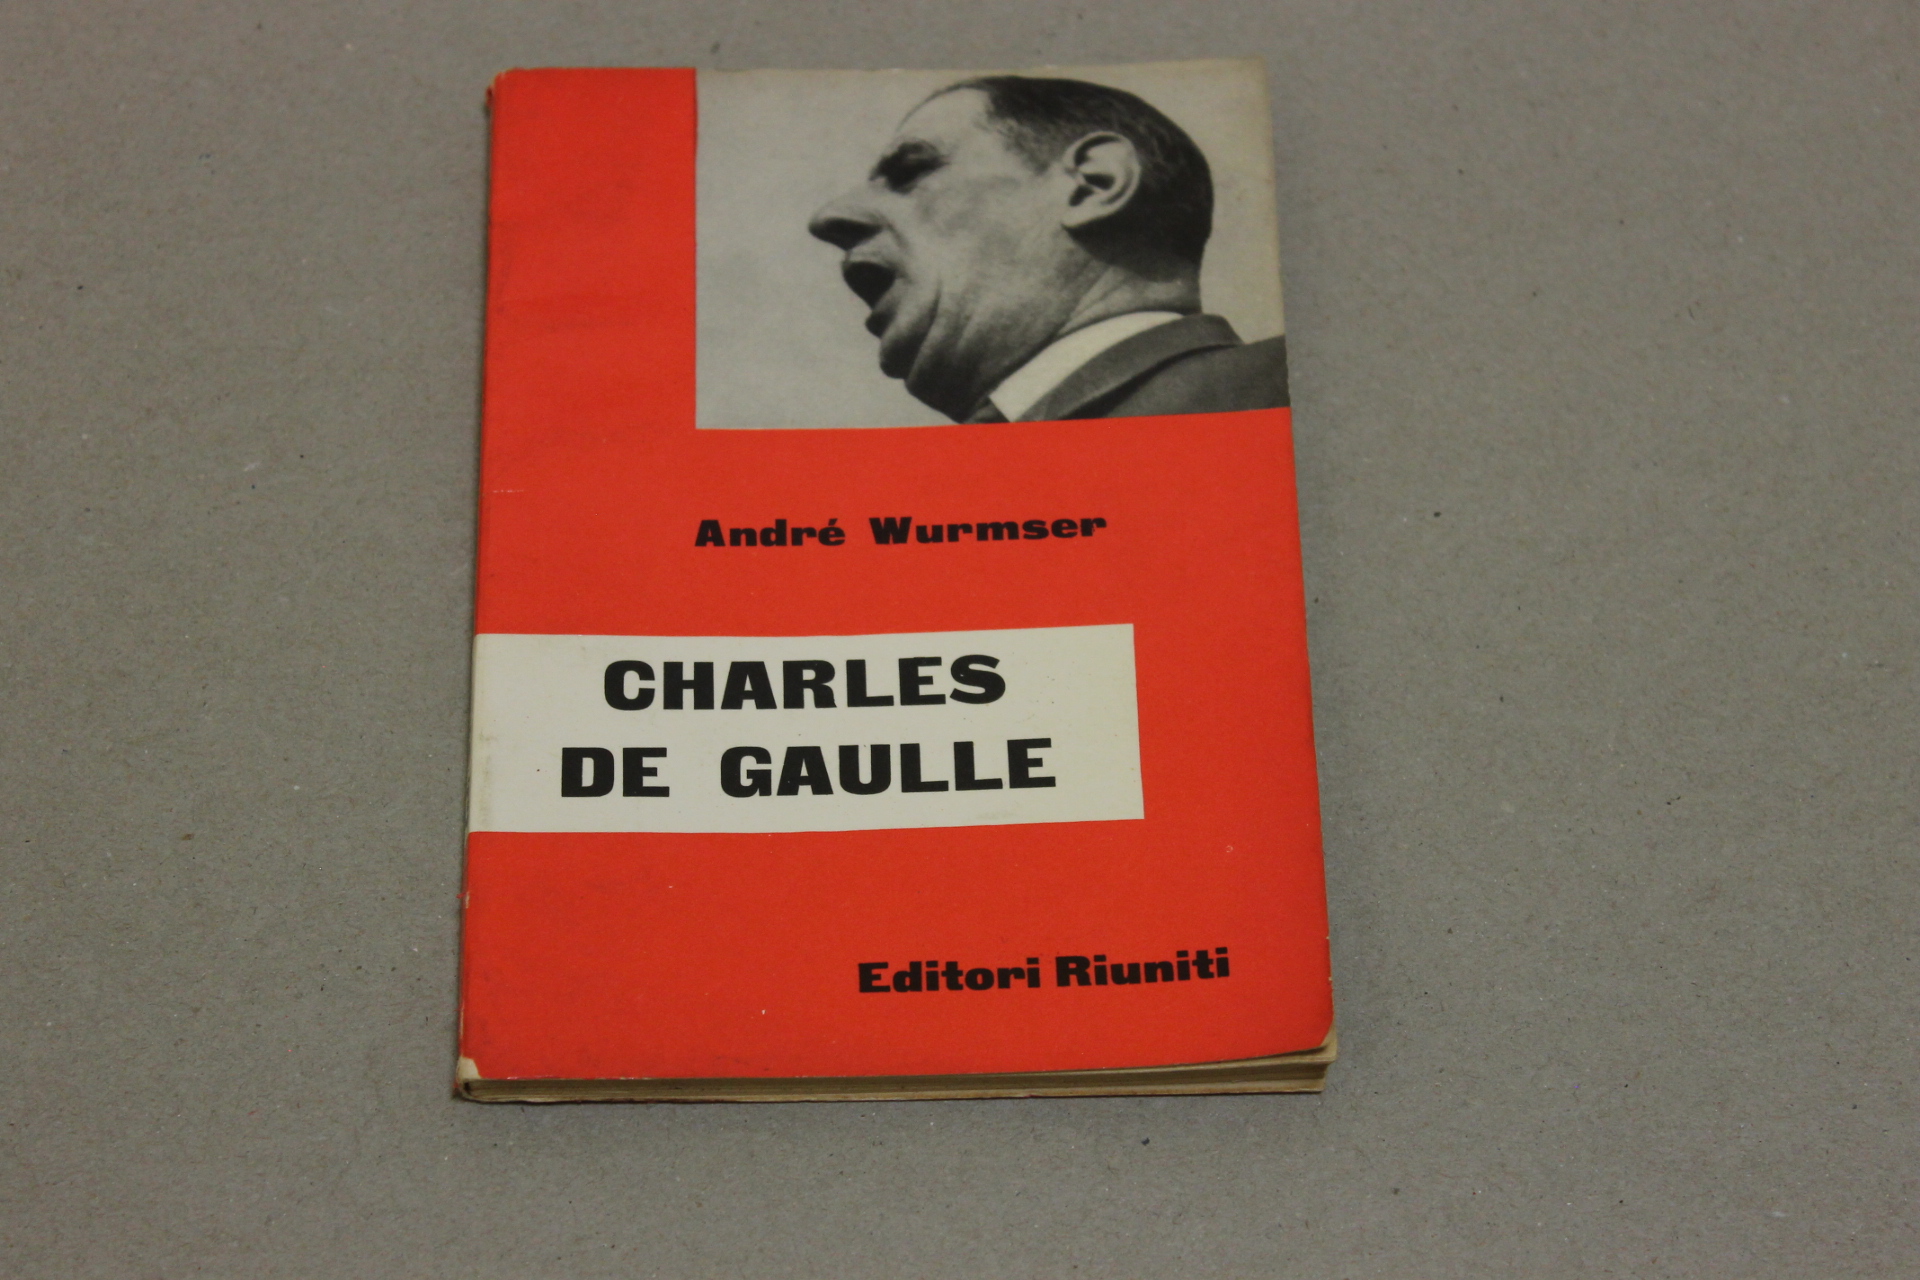 André Wurmser
CHARLES
DE GAULLE
Editori Riuniti